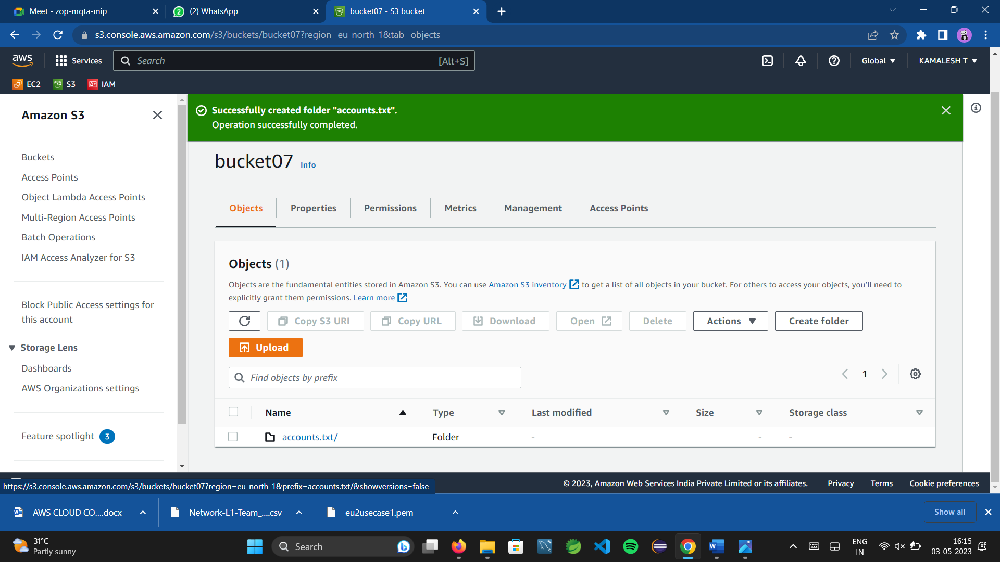 Meet - zop-mqta-mip
2 (2) WhatsApp
bucket07 - S3 bucket
s3.console.aws.amazon.com/s3/buckets/bucket07?region=eu-north-1&tab=objects
aws
Services
Search
[Alt+S]
Global
KAMALESH T
EC2
S3
IAM
Amazon S3
Buckets
Access Points
Object Lambda Access Points
Multi-Region Access Points
Batch Operations
IAM Access Analyzer for S3
Block Public Access settings for
this account
Storage Lens
Dashboards
AWS Organizations settings
Feature spotlight 3
Successfully created folder "accounts.txt".
Operation successfully completed.
bucket07 Info
Objects
Properties
Permissions
Metrics
Management
Access Points
Objects (1)
Objects are the fundamental entities stored in Amazon S3. You can use Amazon S3 inventory to get a list of all objects in your bucket. For others to access your objects, you'll need to
explicitly grant them permissions. Learn more
Copy S3 URI
Copy URL
Download
Open
Delete
Actions
Create folder
Upload
Find objects by prefix
1
Name
Type
Last modified
Size
Storage class
accounts.txt/
Folder
-
-
-
https://s3.console.aws.amazon.com/s3/buckets/bucket07?region=eu-north-1&prefix=accounts.txt/&showversions=false
© 2023, Amazon Web Services India Private Limited or its affiliates.
Privacy
Terms
Cookie preferences
AWS CLOUD CO....docx
Network-L1-Team_....csv
eu2usecase1.pem
Show all
31°C
Partly sunny
Search
ENG
IN
16:15
03-05-2023